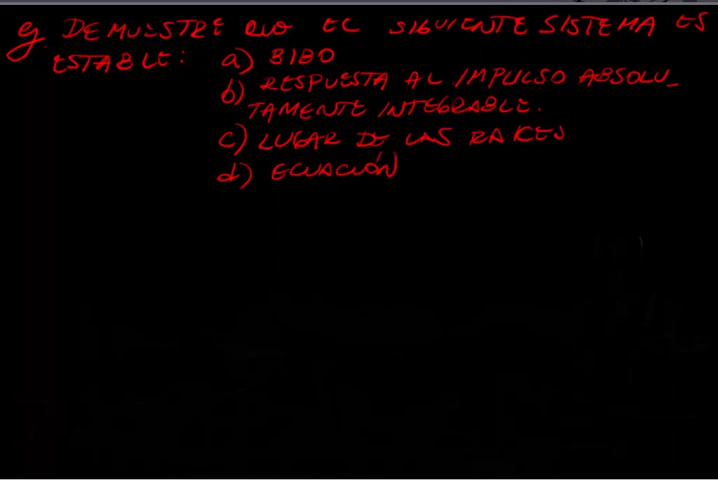 eg DEMUESTRE QUE EL SIGUIENTE SISTEMA ES
ESTABLE: a) BIBO
b) RESPUESTA AL IMPULSO ABSOLU_
TAMENTE INTEGRABLE.
c) LUGAR DE LAS RAICES
d) ECUACIÓN